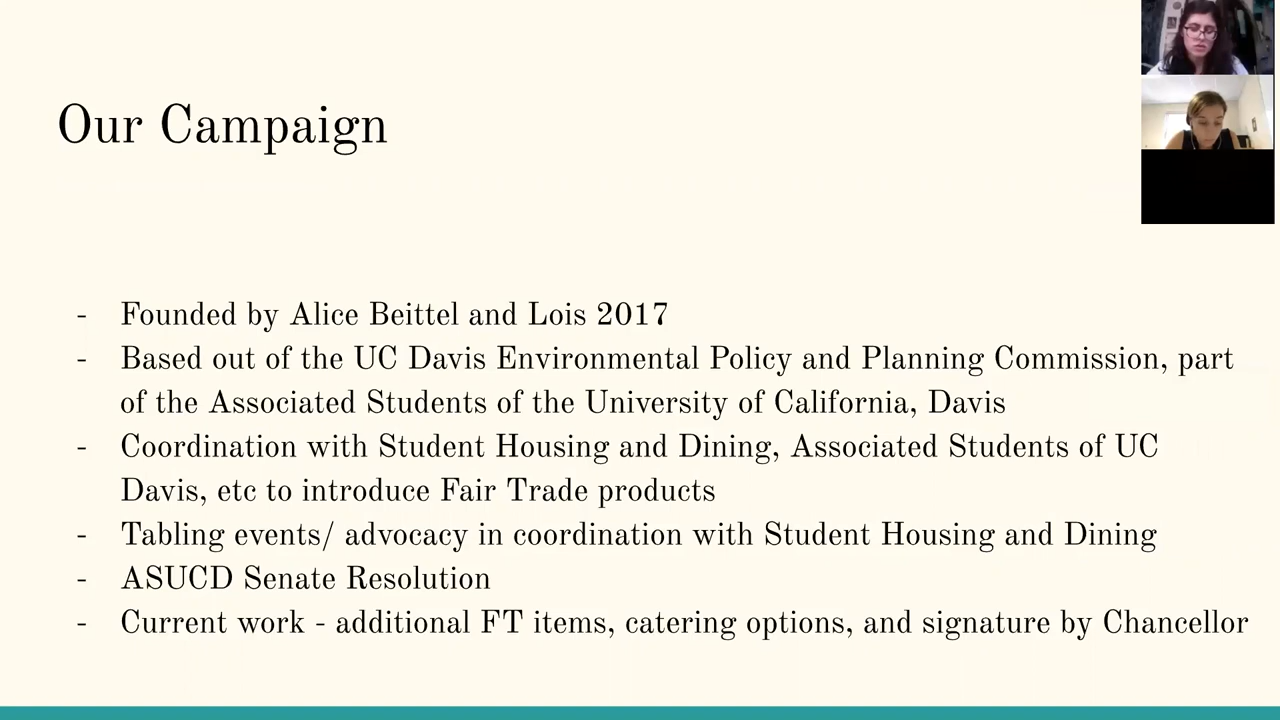 Our Campaign
- Founded by Alice Beittel and Lois 2017
- Based out of the UC Davis Environmental Policy and Planning Commission, part
of the Associated Students of the University of California, Davis
- Coordination with Student Housing and Dining, Associated Students of UC
Davis, etc to introduce Fair Trade products
- Tabling events/ advocacy in coordination with Student Housing and Dining
- ASUCD Senate Resolution
- Current work - additional FT items, catering options, and signature by Chancellor